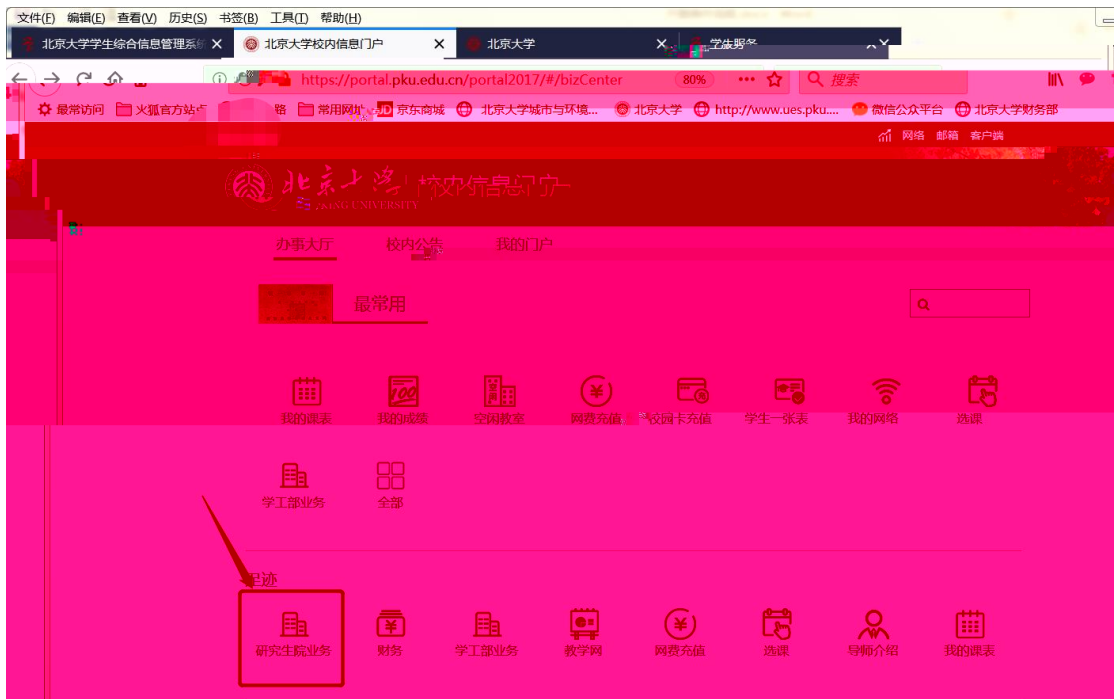 文件(F) 编辑(E) 查看(V) 历史(S) 书签(B) 工具(T) 帮助(H)
北京大学学生综合信息管理系统 × 北京大学校内信息门户 × 北京大学 ×
https://portal.pku.edu.cn/portal2017/#/bizCenter 80% 搜索
最常访问 火狐官方站点 常用网址 JD 京东商城 北京大学城市与环境... 北京大学 http://www.ues.pku.... 微信公众平台 北京大学财务部
网络 邮箱 客户端
北京大学 校内信息门户
PEKING UNIVERSITY
办事大厅 校内公告 我的门户
最常用
我的课表 我的成绩 空闲教室 网费充值 校园卡充值 学生一张表 我的网络 选课
学工部业务 全部
足迹
研究生院业务 财务 学工部业务 教学网 网费充值 选课 导师介绍 我的课表